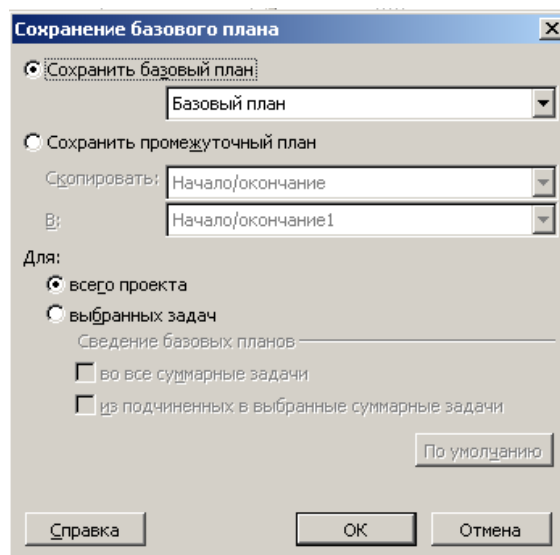 Сохранение базового плана
Сохранить базовый план
Базовый план
Сохранить промежуточный план
Скопировать: Начало/окончание
В: Начало/окончание1
Для:
всего проекта
выбранных задач
Сведение базовых планов
во все суммарные задачи
из подчиненных в выбранные суммарные задачи
По умолчанию
Справка ОК Отмена